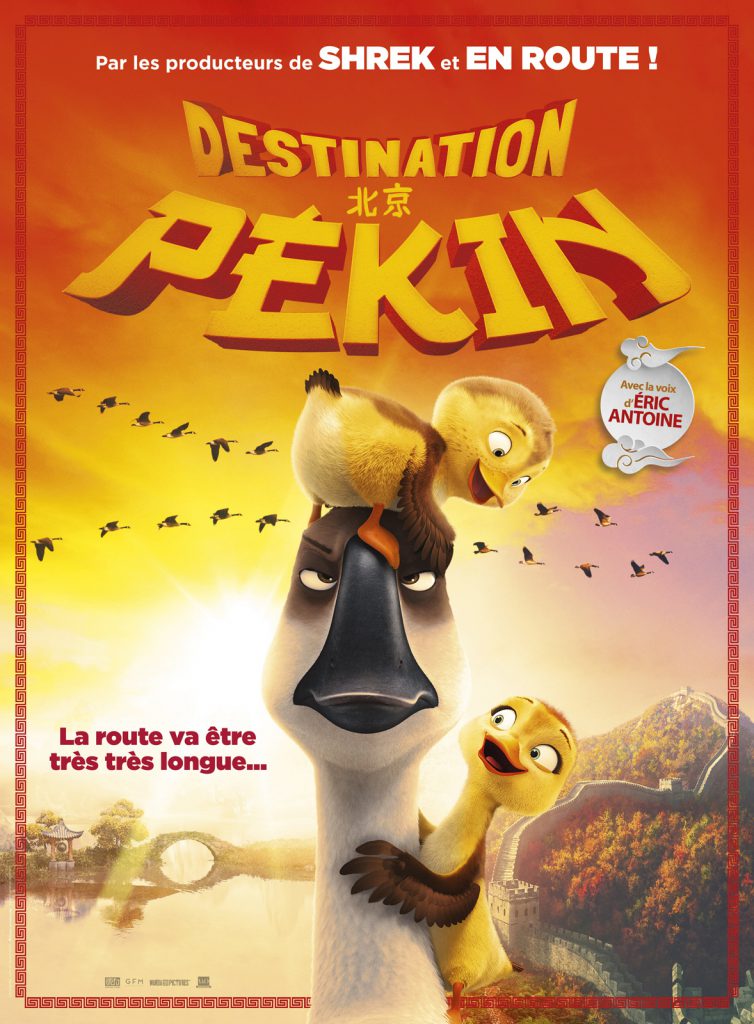 Par les producteurs de SHREK et EN ROUTE !
DESTINATION
北京
PÉKIN
Avec la voix
d'ÉRIC
ANTOINE
La route va être
très très longue...
GFM